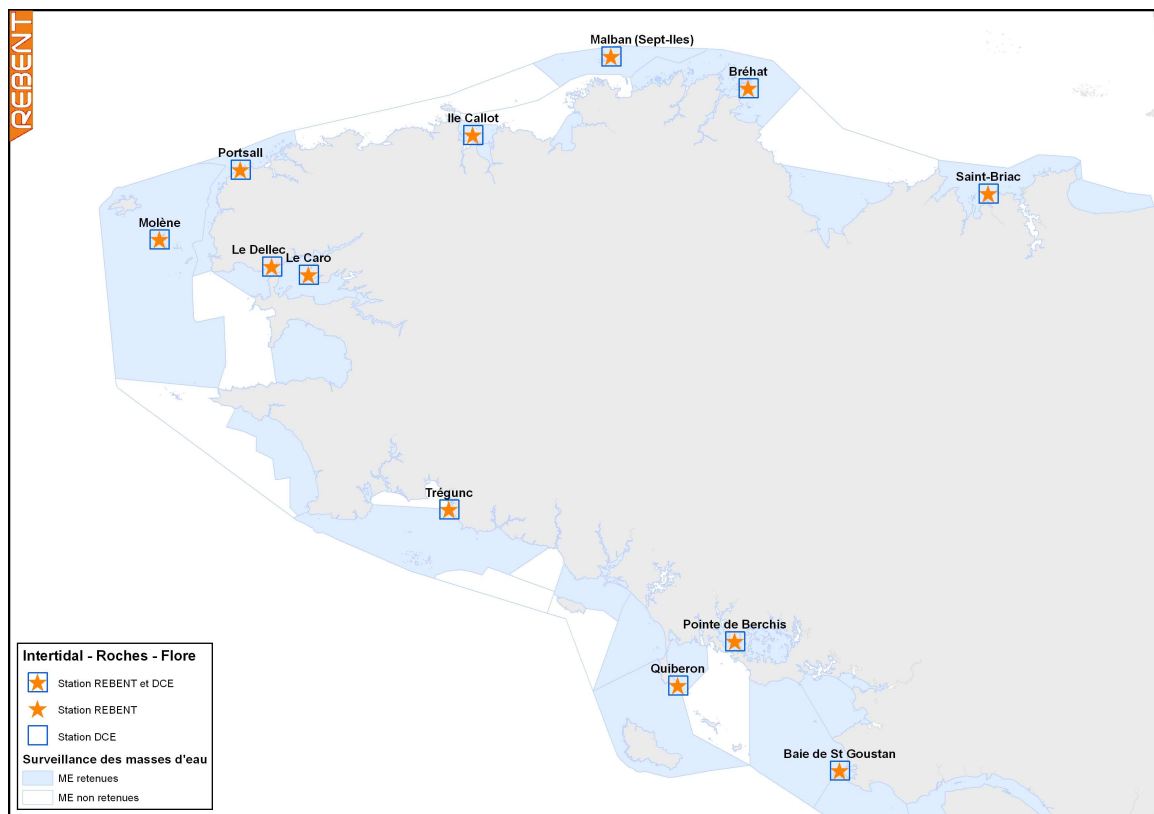 REBENT
Malban (Sept-Iles)
Bréhat
Ile Callot
Portsall
Saint-Briac
Molène
Le Dellec
Le Caro
Trégunc
Pointe de Berchis
Quiberon
Baie de St Goustan
Intertidal - Roches - Flore
Station REBENT et DCE
Station REBENT
Station DCE
Surveillance des masses d'eau
ME retenues
ME non retenues